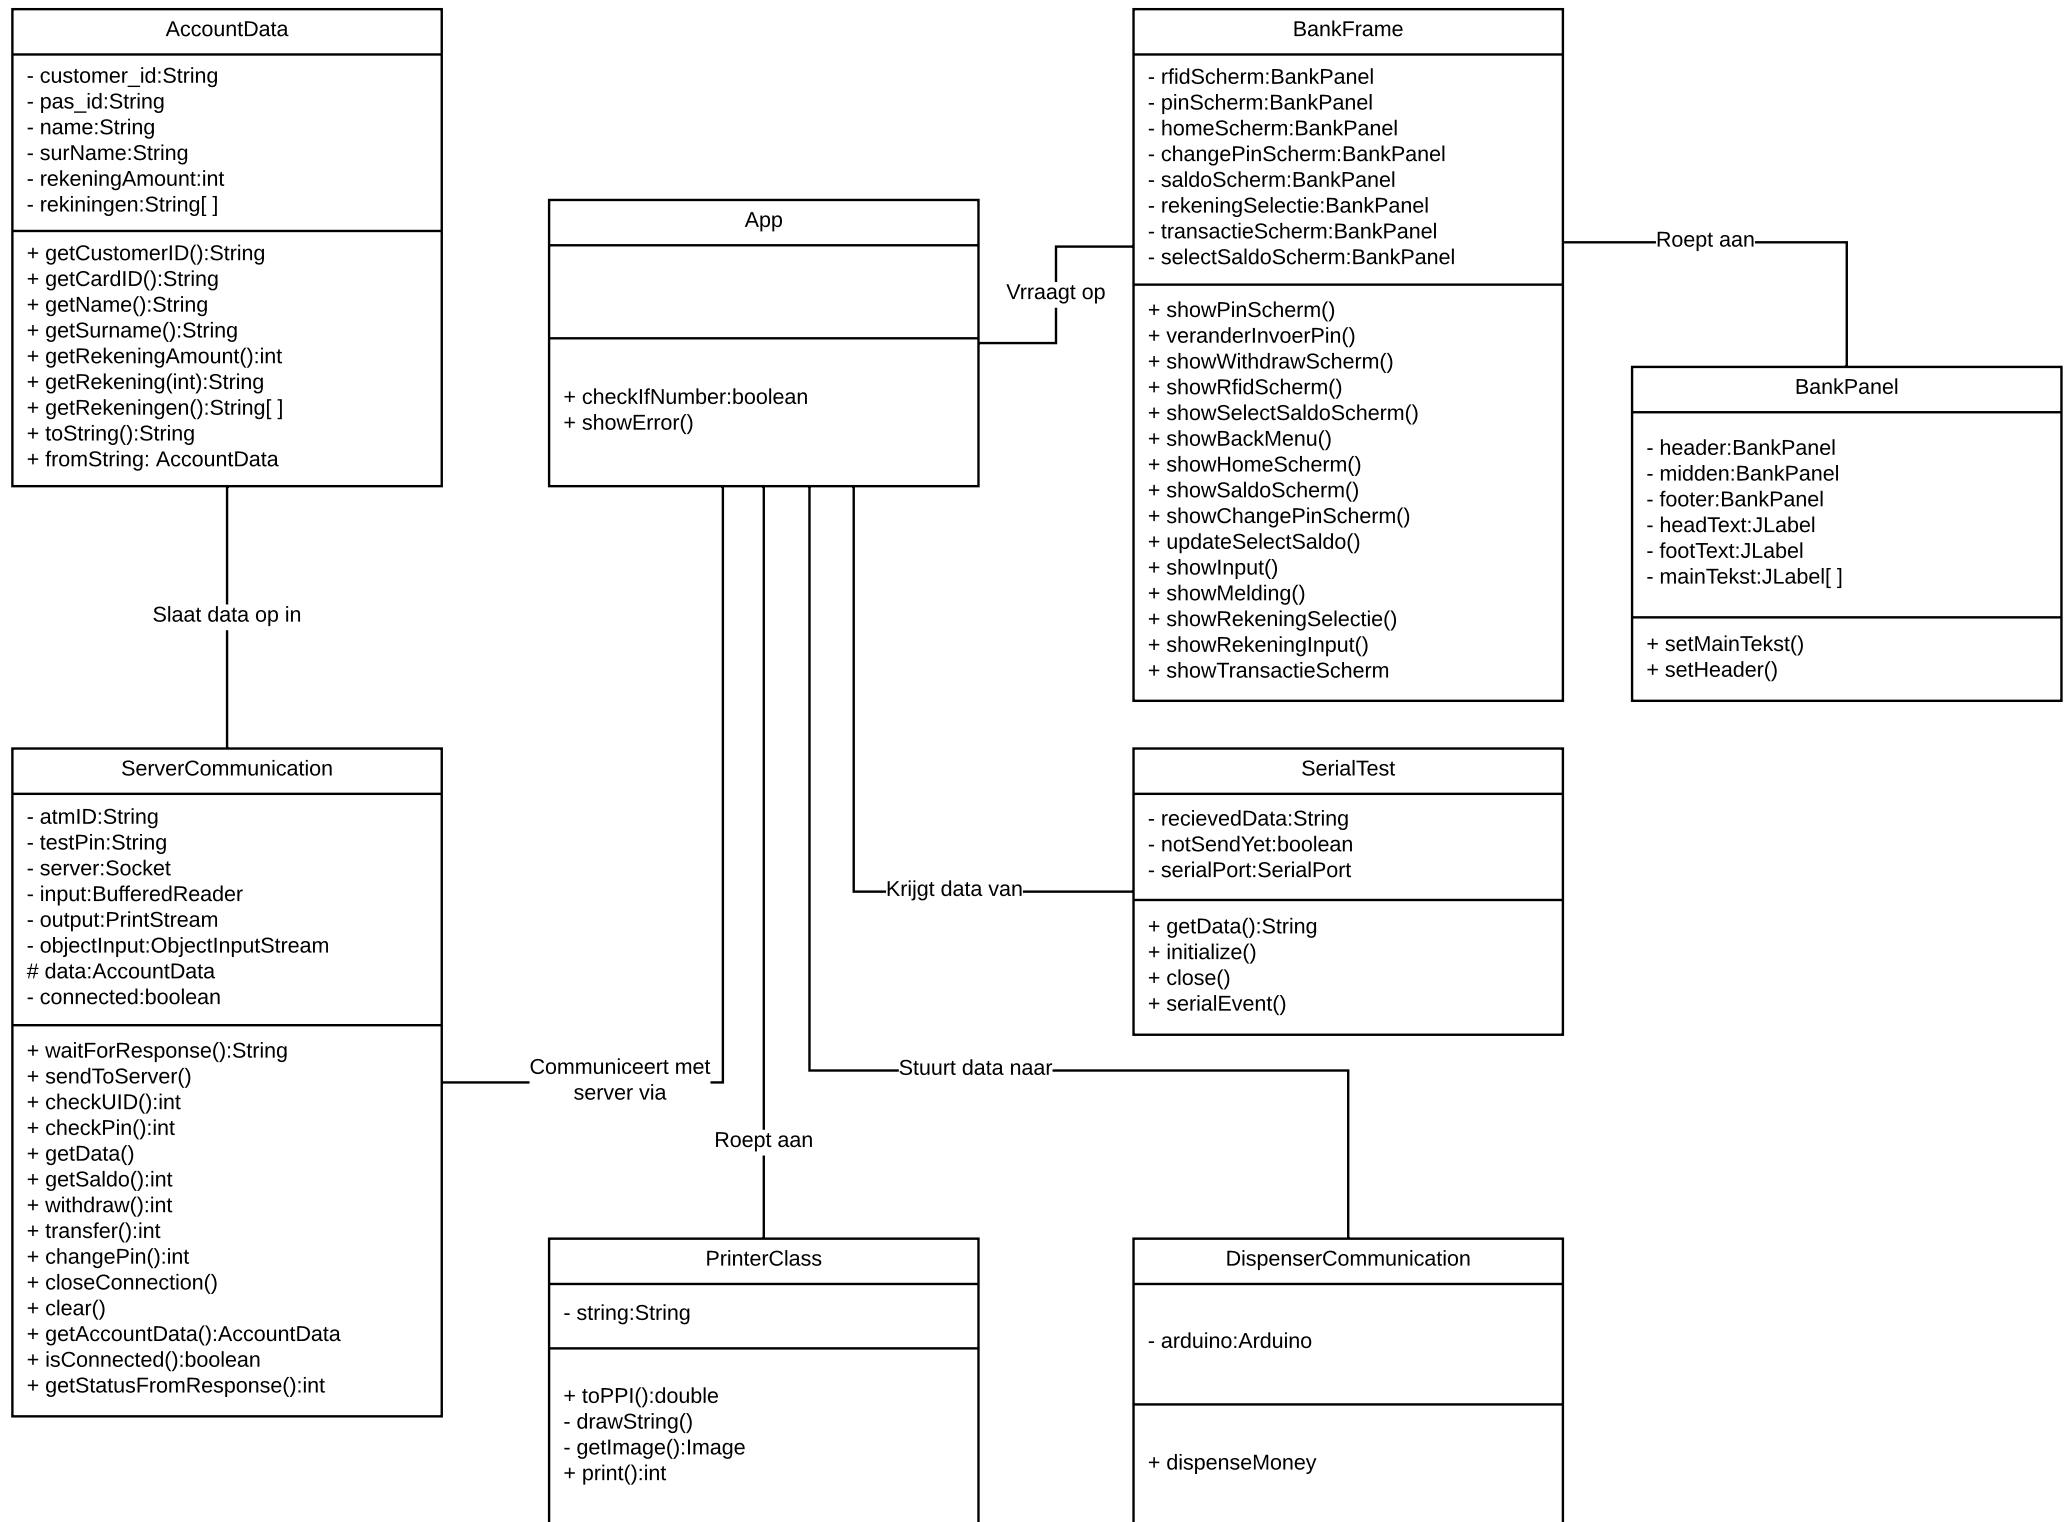 AccountData
- customer_id:String
- pas_id:String
- name:String
- surName:String
- rekeningAmount:int
- rekiningen:String[ ]
+ getCustomerID():String
+ getCardID():String
+ getName():String
+ getSurname():String
+ getRekeningAmount():int
+ getRekening(int):String
+ getRekeningen():String[ ]
+ toString():String
+ fromString: AccountData
Slaat data op in
App
+ checkIfNumber:boolean
+ showError()
Vrraagt op
BankFrame
- rfidScherm:BankPanel
- pinScherm:BankPanel
- homeScherm:BankPanel
- changePinScherm:BankPanel
- saldoScherm:BankPanel
- rekeningSelectie:BankPanel
- transactieScherm:BankPanel
- selectSaldoScherm:BankPanel
+ showPinScherm()
+ veranderInvoerPin()
+ showWithdrawScherm()
+ showRfidScherm()
+ showSelectSaldoScherm()
+ showBackMenu()
+ showHomeScherm()
+ showSaldoScherm()
+ showChangePinScherm()
+ updateSelectSaldo()
+ showInput()
+ showMelding()
+ showRekeningSelectie()
+ showRekeningInput()
+ showTransactieScherm
Roept aan
BankPanel
- header:BankPanel
- midden:BankPanel
- footer:BankPanel
- headText:JLabel
- footText:JLabel
- mainTekst:JLabel[ ]
+ setMainTekst()
+ setHeader()
ServerCommunication
- atmID:String
- testPin:String
- server:Socket
- input:BufferedReader
- output:PrintStream
- objectInput:ObjectInputStream
# data:AccountData
- connected:boolean
+ waitForResponse():String
+ sendToServer()
+ checkUID():int
+ checkPin():int
+ getData()
+ getSaldo():int
+ withdraw():int
+ transfer():int
+ changePin():int
+ closeConnection()
+ clear()
+ getAccountData():AccountData
+ isConnected():boolean
+ getStatusFromResponse():int
Communiceert met
server via
Krijgt data van
SerialTest
- recievedData:String
- notSendYet:boolean
- serialPort:SerialPort
+ getData():String
+ initialize()
+ close()
+ serialEvent()
Stuurt data naar
Roept aan
PrinterClass
- string:String
+ toPPI():double
- drawString()
- getImage():Image
+ print():int
DispenserCommunication
- arduino:Arduino
+ dispenseMoney